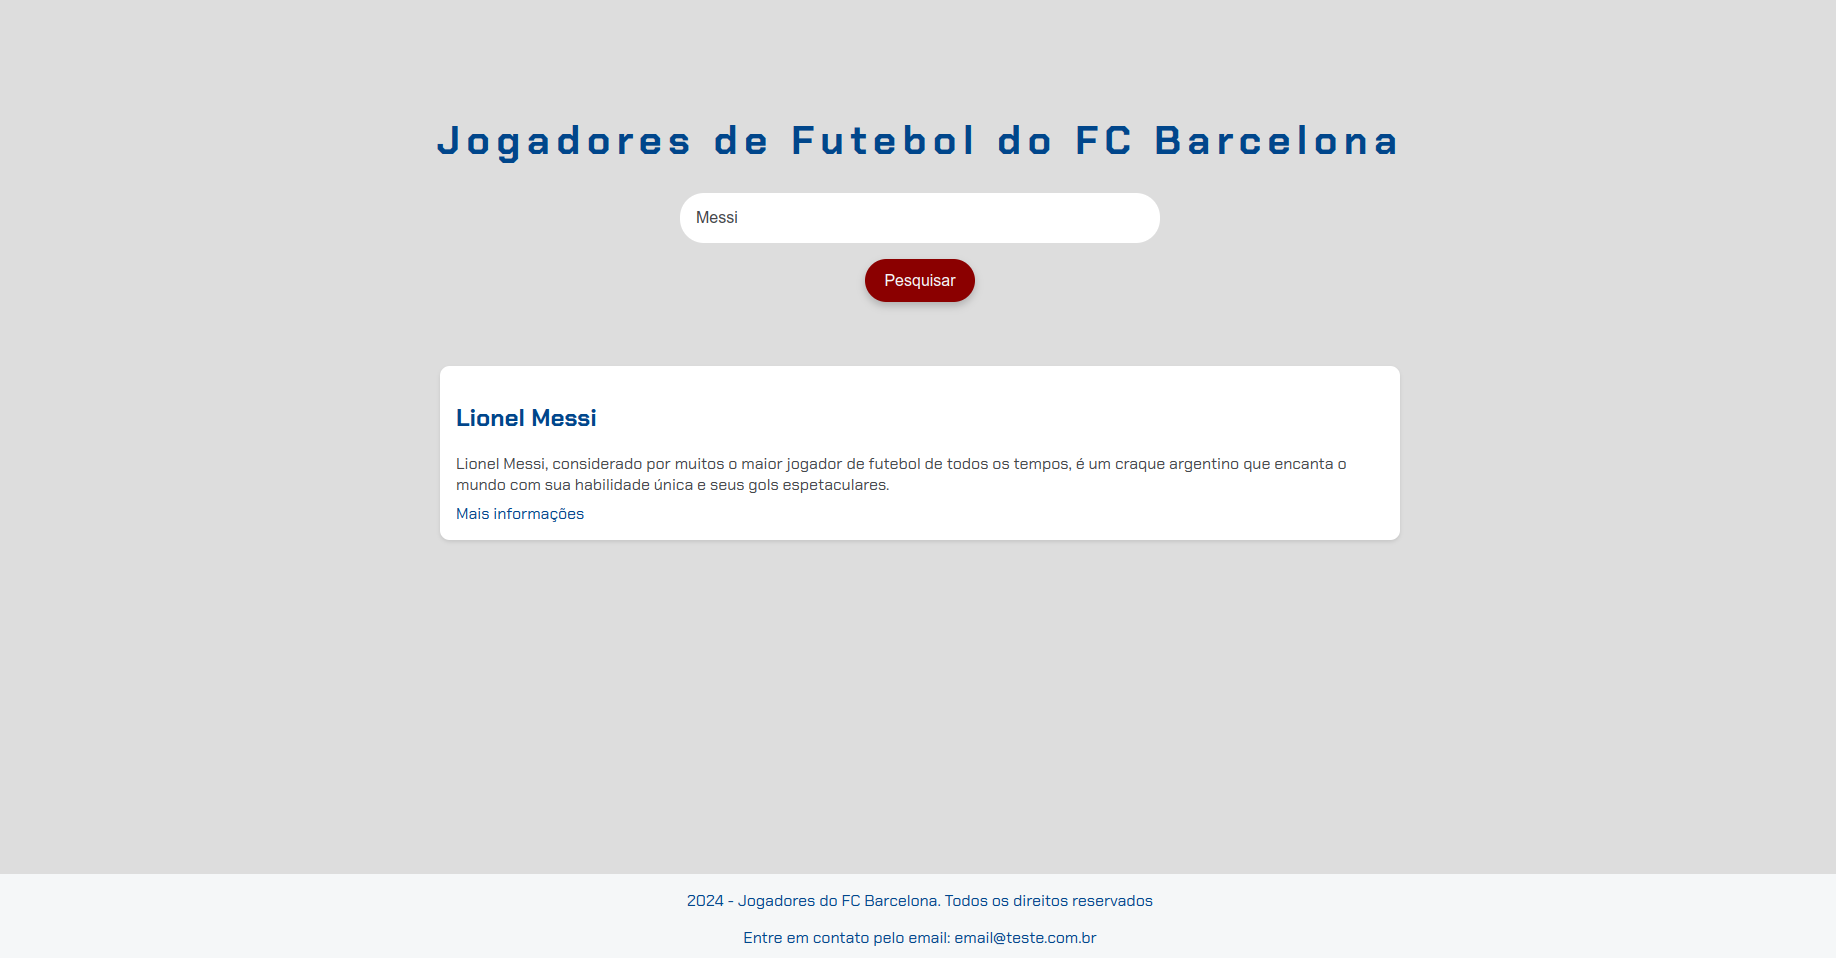 Jogadores de Futebol do FC Barcelona
Messi
Pesquisar
Lionel Messi
Lionel Messi, considerado por muitos o maior jogador de futebol de todos os tempos, é um craque argentino que encanta o
mundo com sua habilidade única e seus gols espetaculares.
Mais informações
2024 - Jogadores do FC Barcelona. Todos os direitos reservados
Entre em contato pelo email: email@teste.com.br